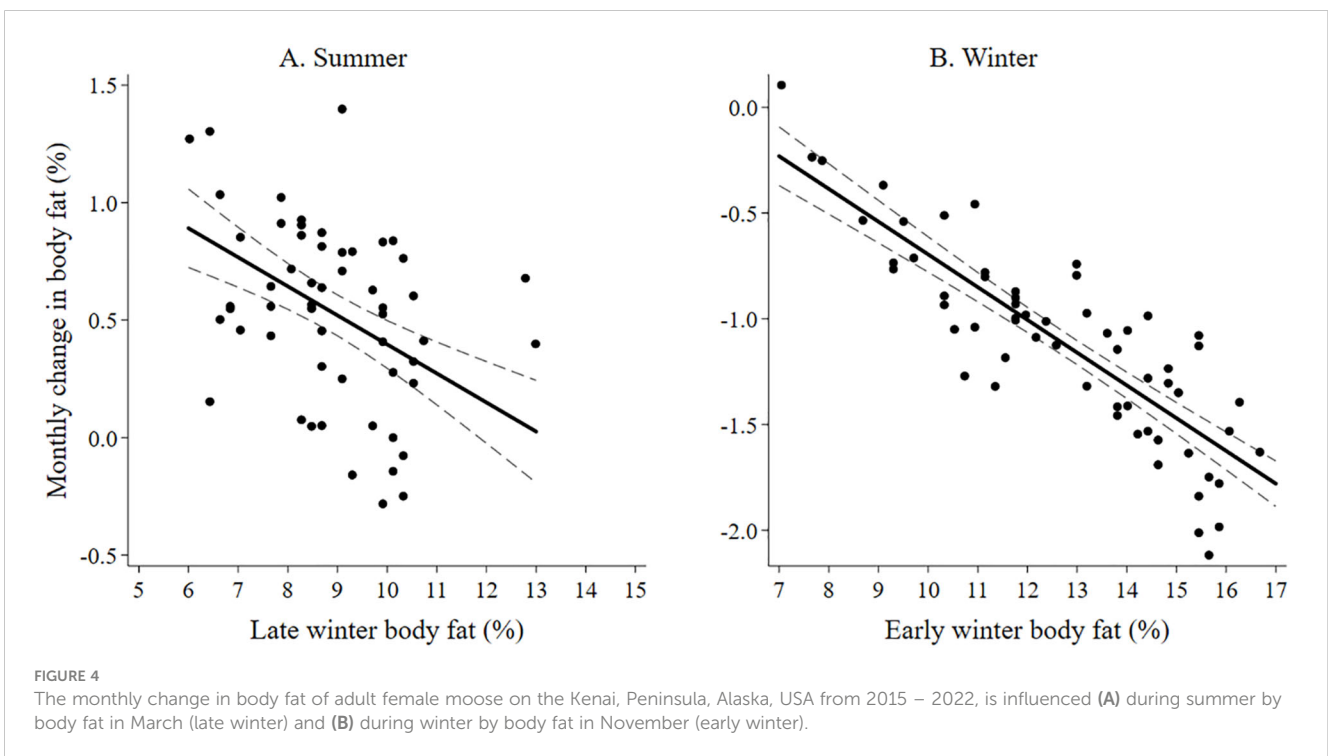 A. Summer
B. Winter
Monthly change in body fat (%)
1.5
1.0
0.5
0.0
-0.5
5 6 7 8 9 10 11 12 13 14 15
Late winter body fat (%)
0.0
-0.5
-1.0
-1.5
-2.0
7 8 9 10 11 12 13 14 15 16 17
Early winter body fat (%)
FIGURE 4
The monthly change in body fat of adult female moose on the Kenai, Peninsula, Alaska, USA from 2015 – 2022, is influenced (A) during summer by
body fat in March (late winter) and (B) during winter by body fat in November (early winter).